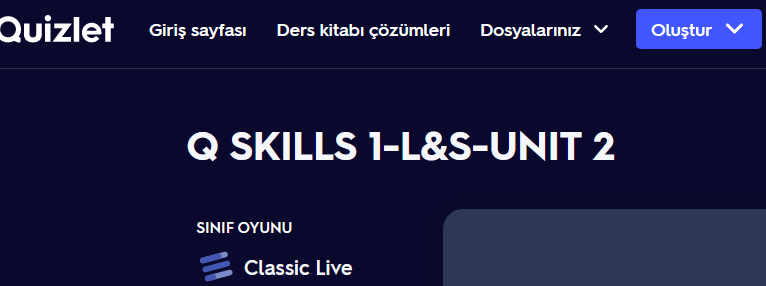 Quizlet Giriş sayfası Ders kitabı çözümleri Dosyalarınız Oluştur
Q SKILLS 1-L&S-UNIT 2
SINIF OYUNU
Classic Live